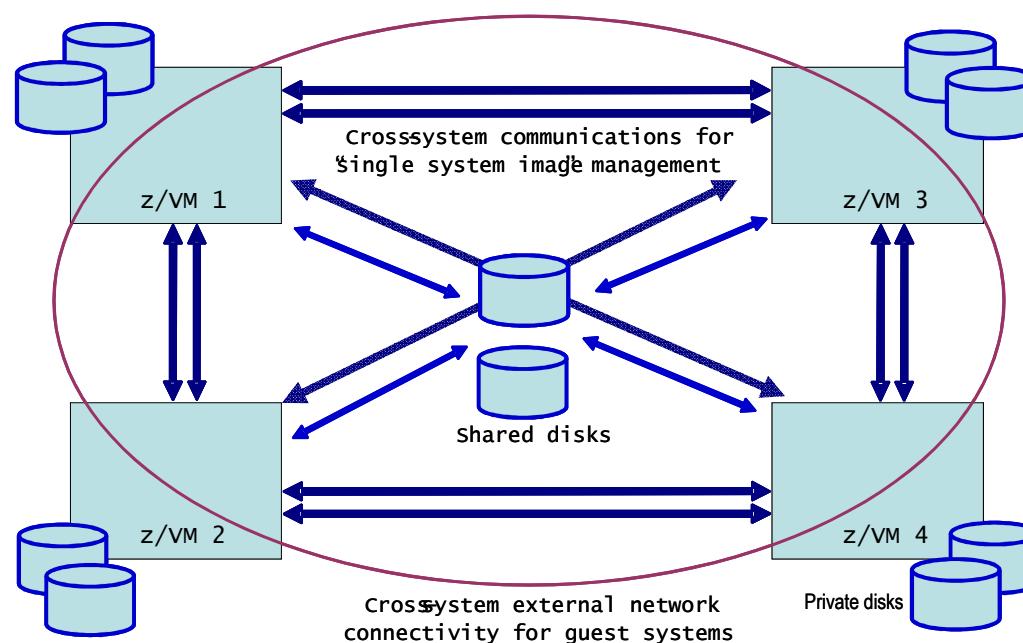 Cross-system communications for
“single system image” management
z/VM 1
z/VM 3
Shared disks
z/VM 2
z/VM 4
Private disks
Cross-system external network
connectivity for guest systems